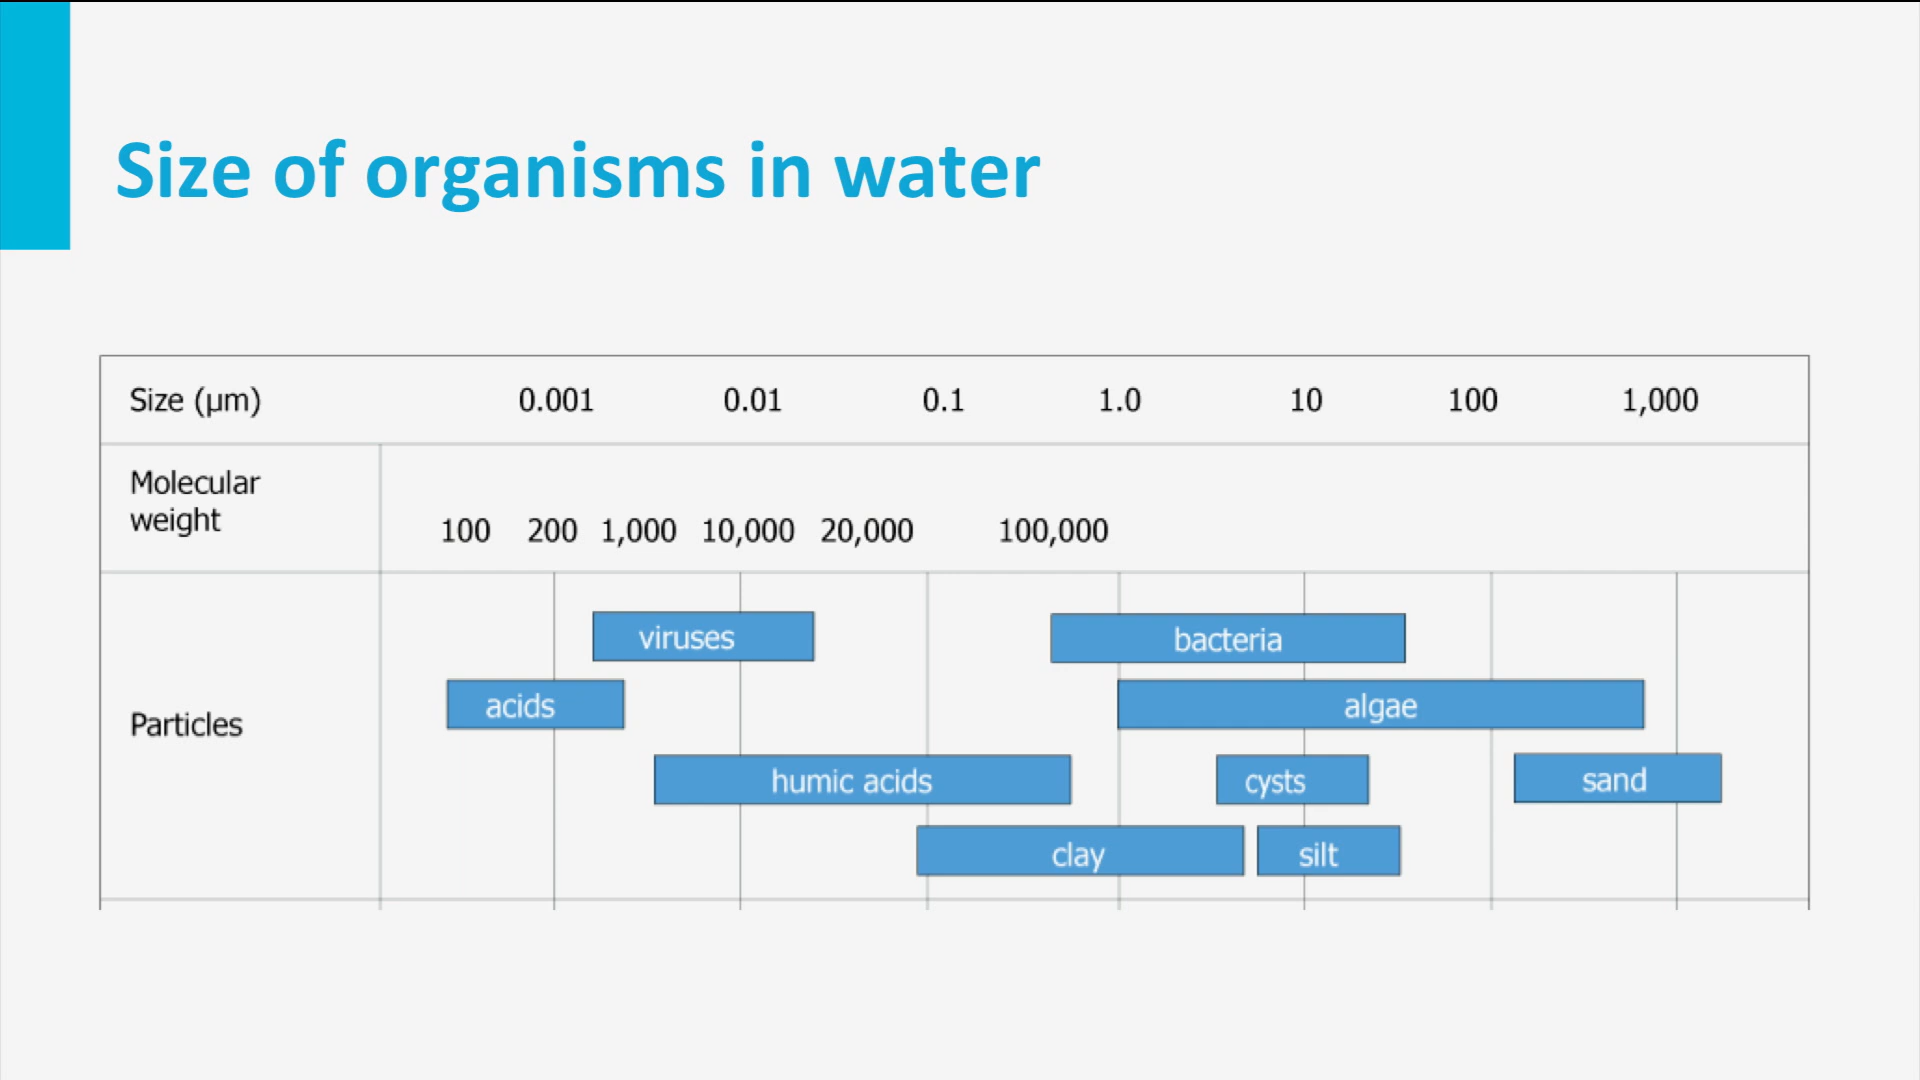 Size of organisms in water
Size (µm) 0.001 0.01 0.1 1.0 10 100 1,000
Molecular
weight
100 200 1,000 10,000 20,000 100,000
viruses bacteria
acids algae
Particles
humic acids cysts sand
clay silt